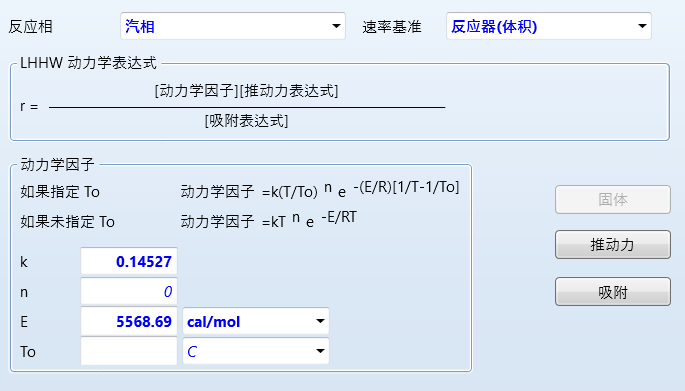 反应相 汽相 速率基准 反应器(体积)
LHHW 动力学表达式
[动力学因子][推动力表达式]
r =
[吸附表达式]
动力学因子
如果指定 To 动力学因子 =k(T/To) n e -(E/R)[1/T-1/To]
如果未指定 To 动力学因子 =kT n e -E/RT
固体
推动力
吸附
k 0.14527
n 0
E 5568.69 cal/mol
To C